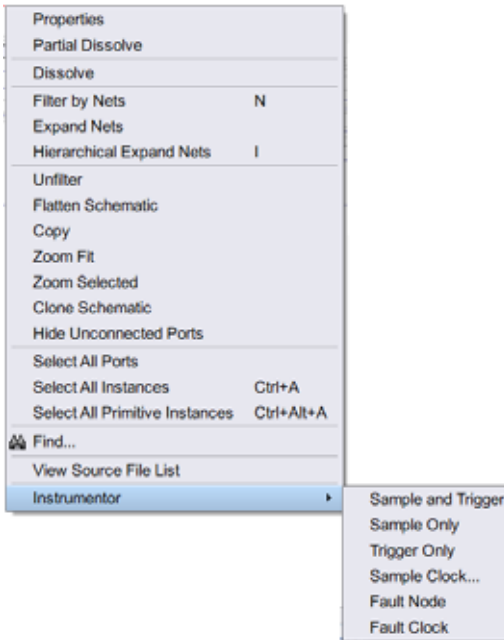 Properties
Partial Dissolve
Dissolve
Filter by Nets N
Expand Nets
Hierarchical Expand Nets I
Unfilter
Flatten Schematic
Copy
Zoom Fit
Zoom Selected
Clone Schematic
Hide Unconnected Ports
Select All Ports
Select All Instances Ctrl+A
Select All Primitive Instances Ctrl+Alt+A
Find...
View Source File List
Instrumentor
Sample and Trigger
Sample Only
Trigger Only
Sample Clock...
Fault Node
Fault Clock